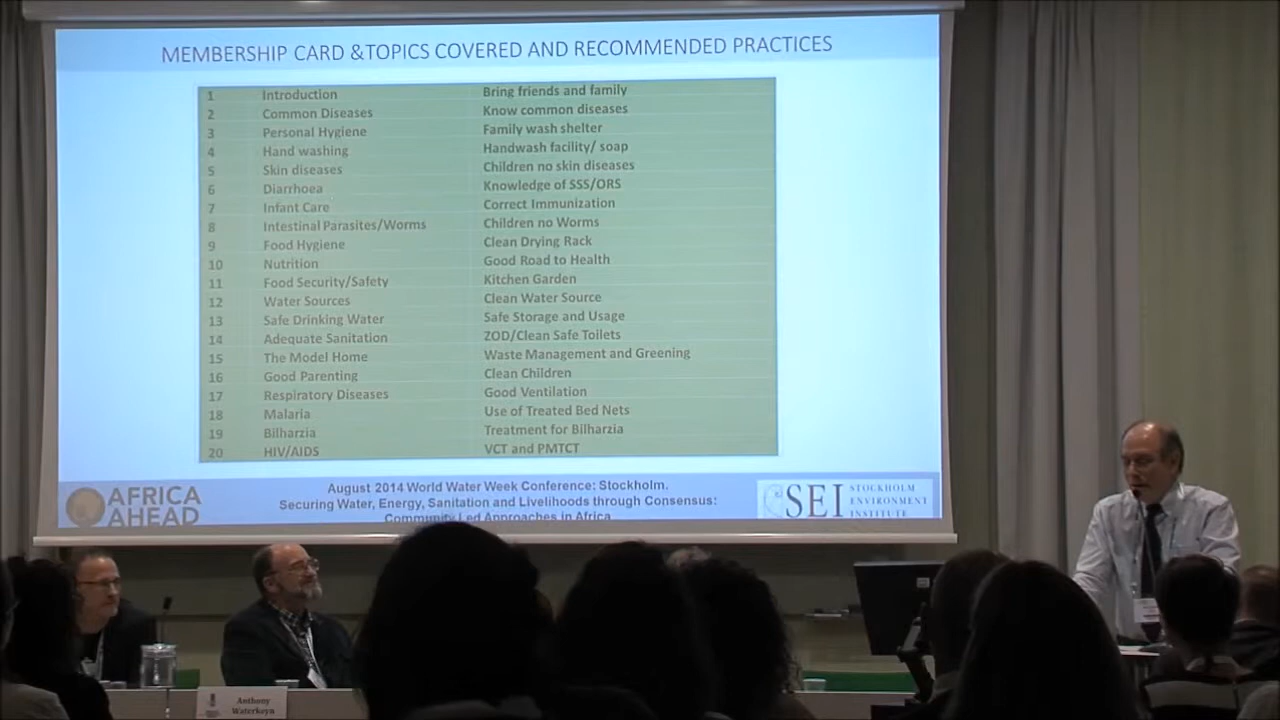 MEMBERSHIP CARD &TOPICS COVERED AND RECOMMENDED PRACTICES
1 Introduction Bring friends and family
2 Common Diseases Know common diseases
3 Personal Hygiene Family wash shelter
4 Hand washing Handwash facility/ soap
5 Skin diseases Children no skin diseases
6 Diarrhoea Knowledge of SSS/ORS
7 Infant Care Correct Immunization
8 Intestinal Parasites/Worms Children no Worms
9 Food Hygiene Clean Drying Rack
10 Nutrition Good Road to Health
11 Food Security/Safety Kitchen Garden
12 Water Sources Clean Water Source
13 Safe Drinking Water Safe Storage and Usage
14 Adequate Sanitation ZOD/Clean Safe Toilets
15 The Model Home Waste Management and Greening
16 Good Parenting Clean Children
17 Respiratory Diseases Good Ventilation
18 Malaria Use of Treated Bed Nets
19 Bilharzia Treatment for Bilharzia
20 HIV/AIDS VCT and PMTCT
AFRICA
AHEAD
August 2014 World Water Week Conference: Stockholm.
Securing Water, Energy, Sanitation and Livelihoods through Consensus:
Community Led Approaches in Africa
SEI STOCKHOLM
ENVIRONMENT
INSTITUTE
Anthony
Waterkeyn